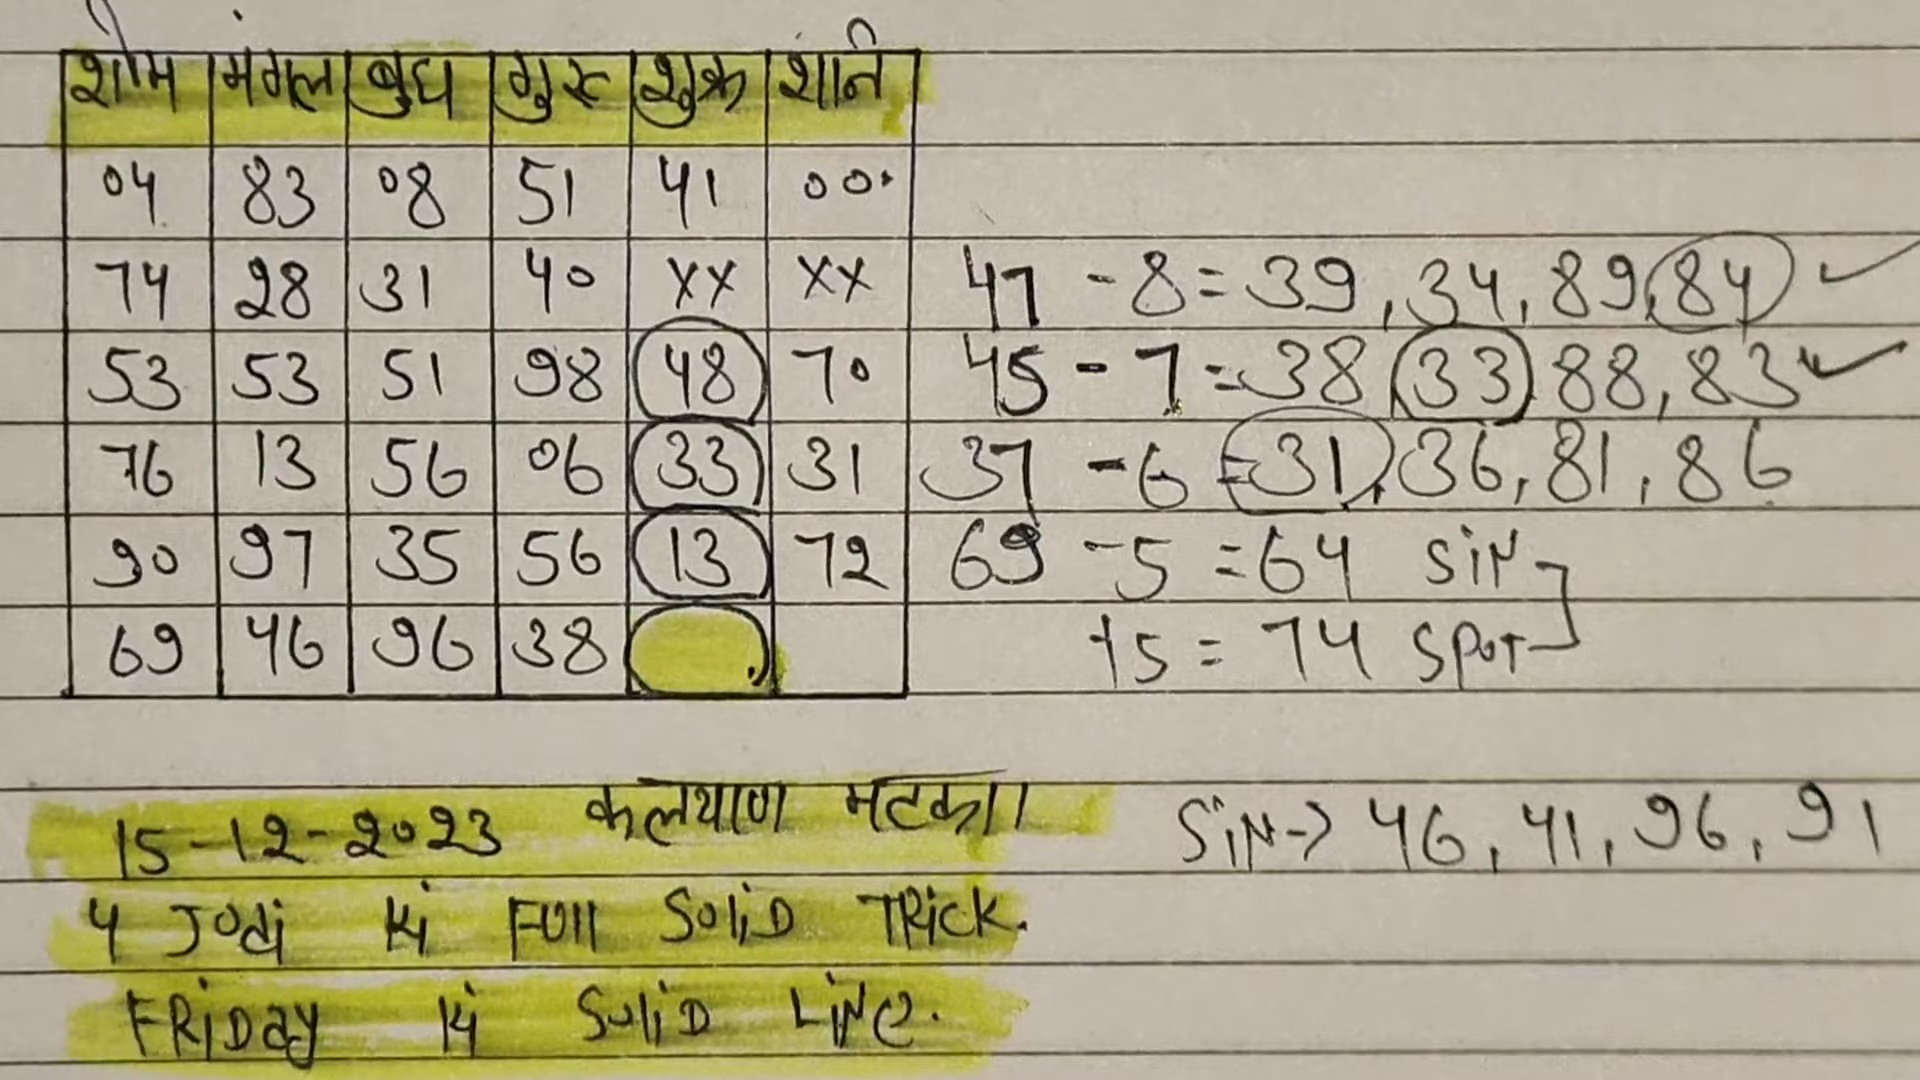 शोम मंगल बुध गुरु शुक्र शनि
04 83 08 51 41 00
74 28 31 40 XX XX 47 - 8 = 39, 34, 89, 84
53 53 51 98 48 70 45 - 7 = 38 33 88, 83
76 13 56 06 33 31 37 - 6 = 31, 36, 81, 86
90 97 35 56 13 72 69 - 5 = 64 SiN
69 46 96 38 +5 = 74 SPOT
15-12-2023 कलयाण मटका। SiN→ 46, 41, 96, 91
4 Jodi Ki FUll SoliD TRick.
FRiDay Ki SoliD LiNe.